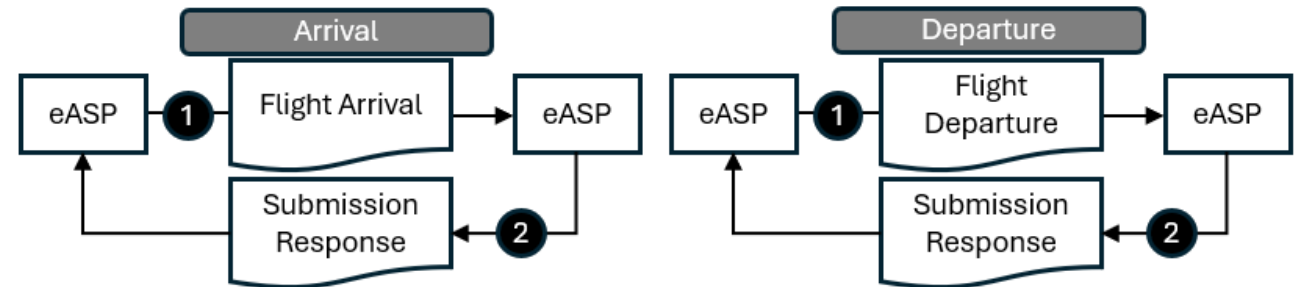 Arrival
eASP
1
Flight Arrival
eASP
Submission
Response
2
Departure
eASP
1
Flight
Departure
eASP
Submission
Response
2